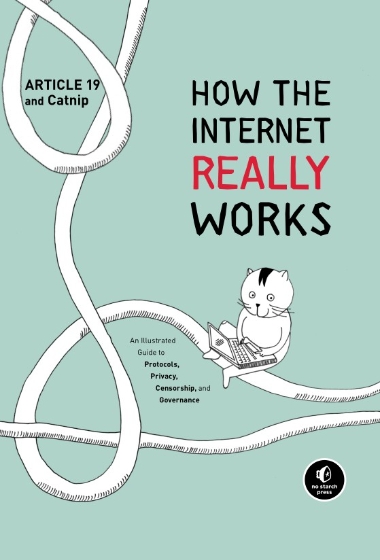 ARTICLE 19
and Catnip
HOW THE
INTERNET
REALLY
WORKS
An Illustrated
Guide to
Protocols,
Privacy,
Censorship, and
Governance
no starch
press